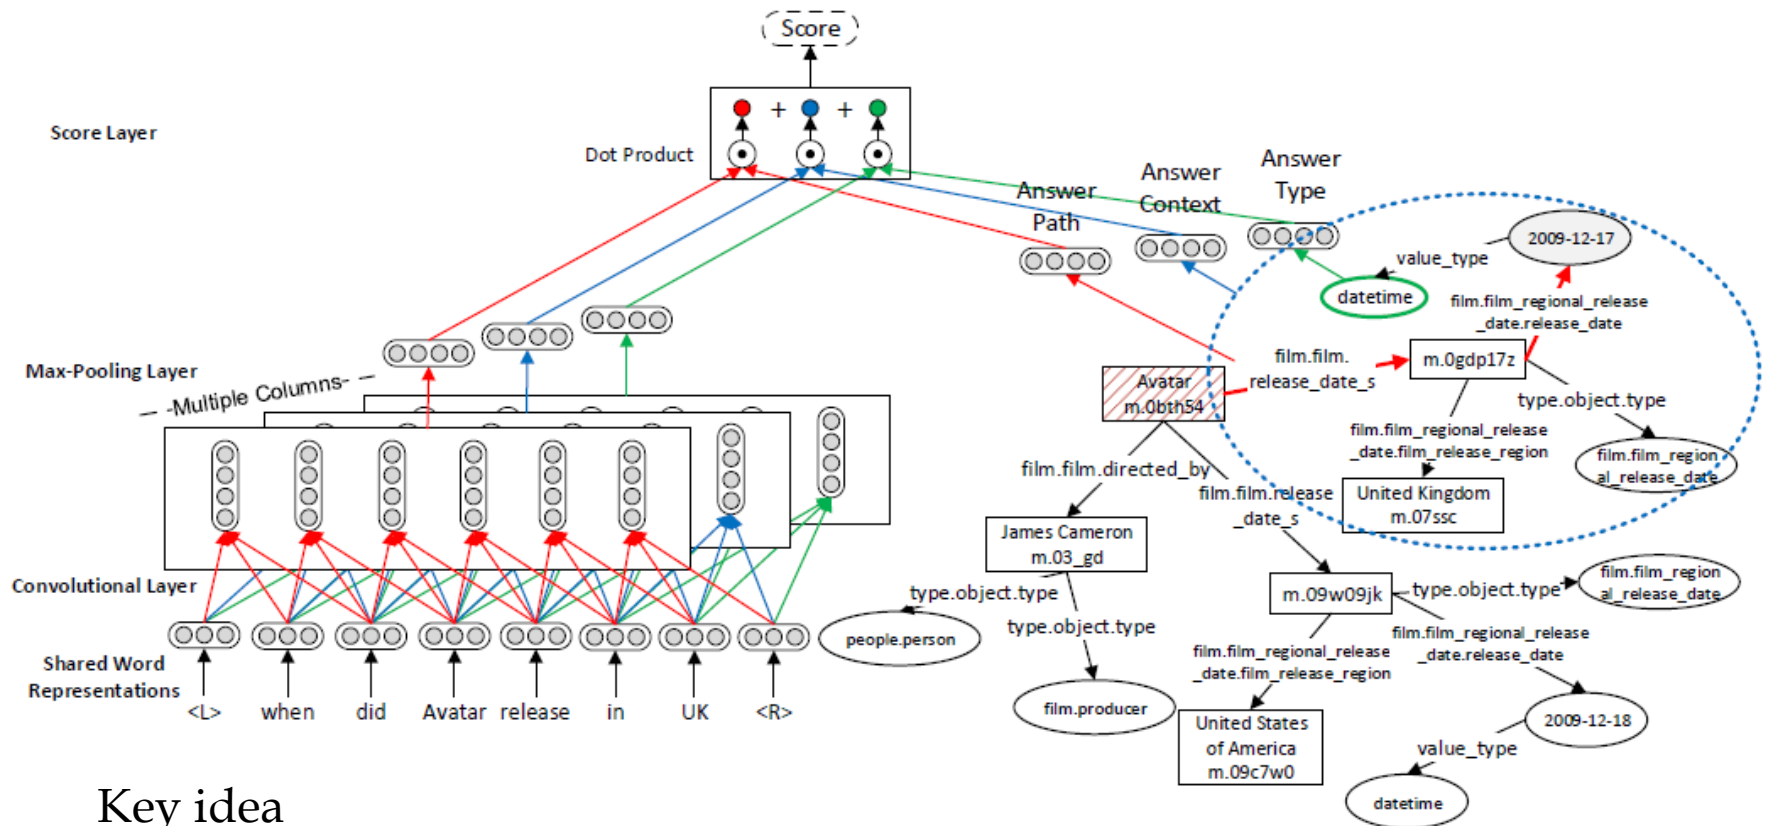 Score
Score Layer
+ +
Dot Product
Answer
Path
Answer
Context
Answer
Type
2009-12-17
value_type
datetime
film.film_regional_release
_date.release_date
Max-Pooling Layer
- -Multiple Columns- -
film.film.
release_date_s
m.0gdp17z
Avatar
m.0bth54
type.object.type
film.film_regional_release
_date.film_release_region
film.film_region
al_release_date
film.film.directed_by
film.film.release
_date_s
United Kingdom
m.07ssc
James Cameron
m.03_gd
Convolutional Layer
type.object.type
m.09w09jk
type.object.type
film.film_region
al_release_date
people.person
type.object.type
film.film_regional_release
_date.release_date
film.film_regional_release
_date.film_release_region
Shared Word
Representations
<L> when did Avatar release in UK <R>
film.producer
United States
of America
m.09c7w0
2009-12-18
value_type
datetime
Key idea